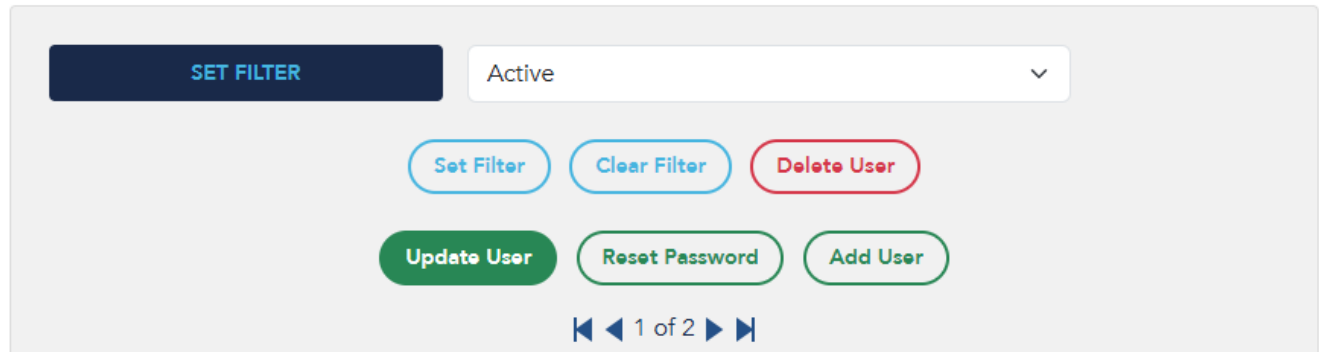 SET FILTER Active
Set Filter Clear Filter Delete User
Update User Reset Password Add User
1 of 2